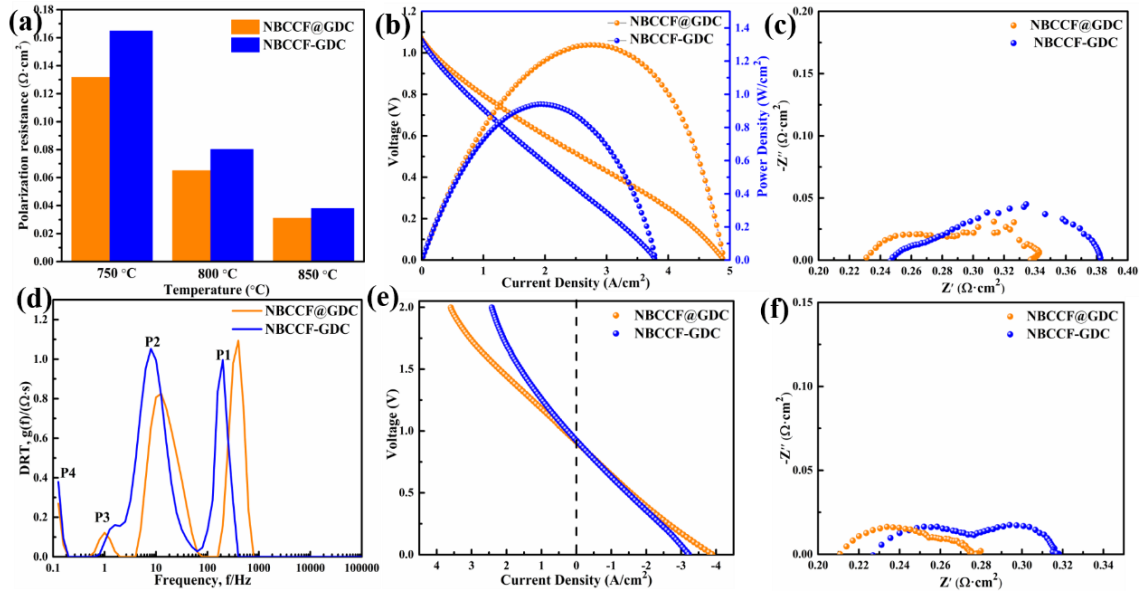 (a)
NBCCF@GDC
NBCCF-GDC
Polarization resistance (Ω·cm²)
0.18
0.16
0.14
0.12
0.10
0.08
0.06
0.04
0.02
0.00
750 °C
800 °C
850 °C
Temperature (°C)
(b)
NBCCF@GDC
NBCCF-GDC
Voltage (V)
1.2
1.0
0.8
0.6
0.4
0.2
0.0
Power Density (W/cm²)
1.4
1.2
1.0
0.8
0.6
0.4
0.2
0.0
0 1 2 3 4 5
Current Density (A/cm²)
(c)
NBCCF@GDC
NBCCF-GDC
-Z″ (Ω·cm²)
0.20
0.15
0.10
0.05
0.00
0.20 0.22 0.24 0.26 0.28 0.30 0.32 0.34 0.36 0.38 0.40
Z′ (Ω·cm²)
(d)
NBCCF@GDC
NBCCF-GDC
DRT, g(f)/(Ω·s)
1.4
1.2
1.0
0.8
0.6
0.4
0.2
0.0
P4
P3
P2
P1
0.1 1 10 100 1000 10000 100000
Frequency, f/Hz
(e)
NBCCF@GDC
NBCCF-GDC
Voltage (V)
2.0
1.5
1.0
0.5
0.0
4 3 2 1 0 -1 -2 -3 -4
Current Density (A/cm²)
(f)
NBCCF@GDC
NBCCF-GDC
-Z″ (Ω·cm²)
0.15
0.10
0.05
0.00
0.20 0.22 0.24 0.26 0.28 0.30 0.32 0.34
Z′ (Ω·cm²)